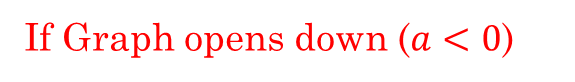 If Graph opens down (a < 0)